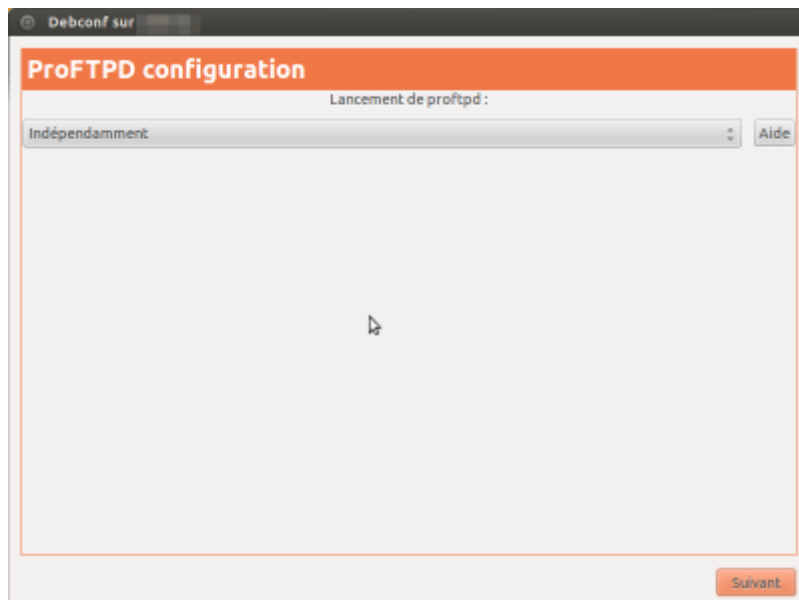 Debconf sur
ProFTPD configuration
Lancement de proftpd :
Indépendamment
Aide
Suivant